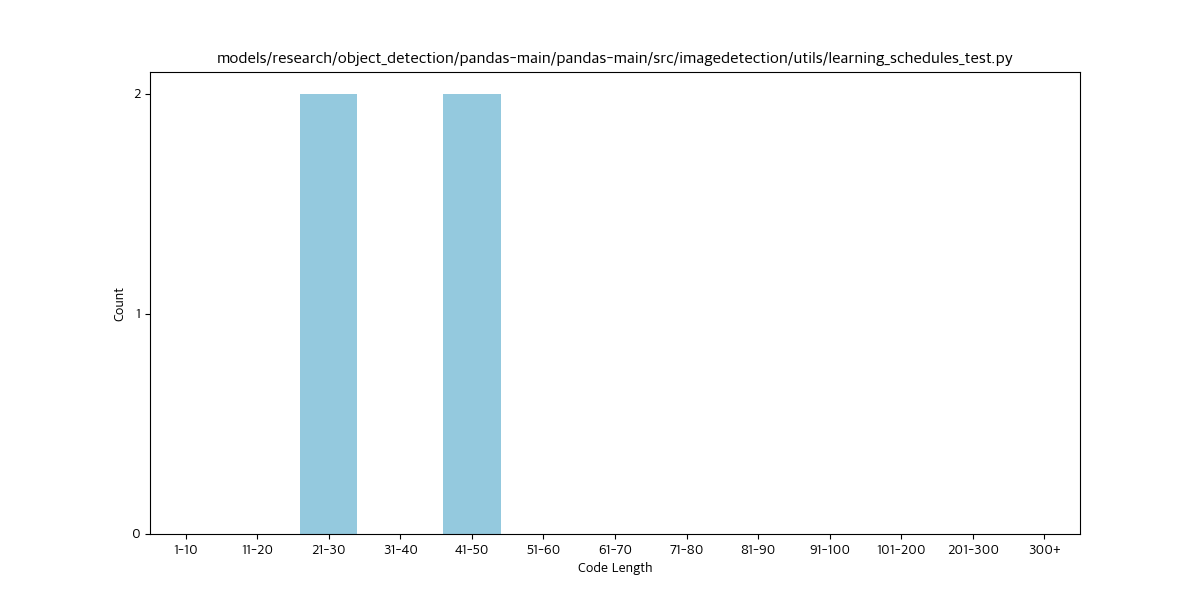 models/research/object_detection/pandas-main/pandas-main/src/imagedetection/utils/learning_schedules_test.py
2
1
0
Count
1-10 11-20 21-30 31-40 41-50 51-60 61-70 71-80 81-90 91-100 101-200 201-300 300+
Code Length